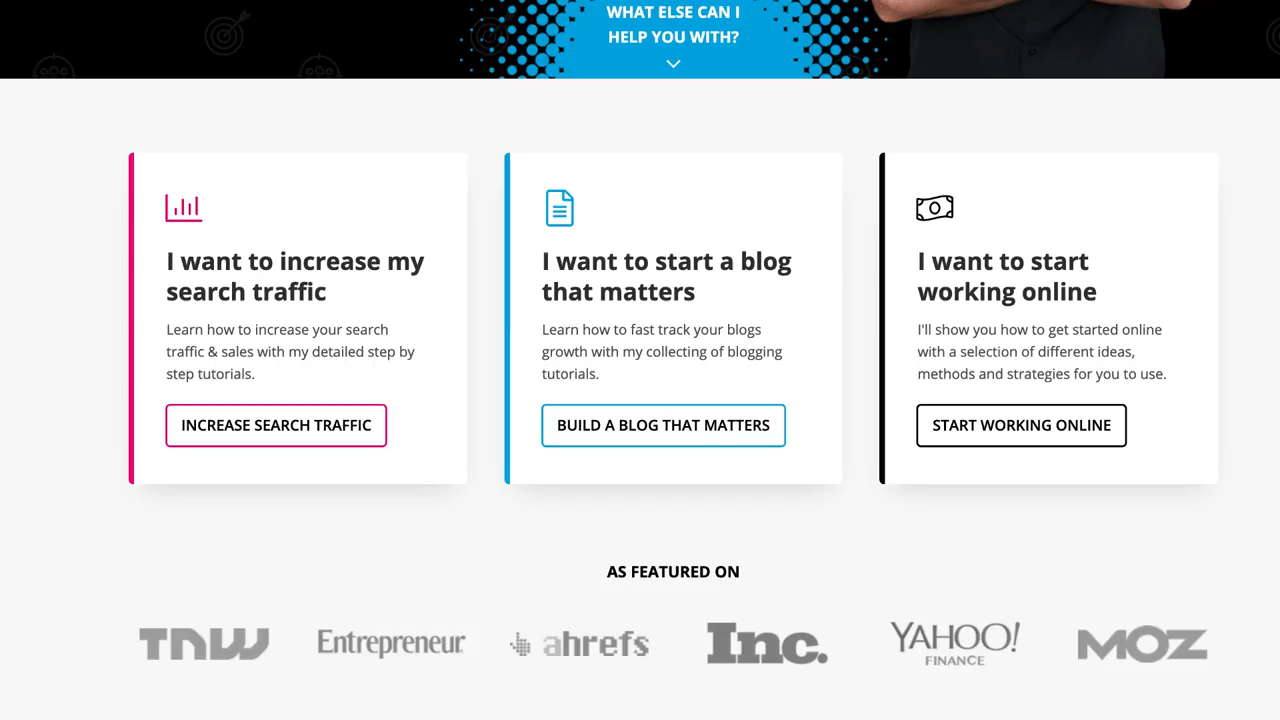 WHAT ELSE CAN I
HELP YOU WITH?
I want to increase my
search traffic
Learn how to increase your search
traffic & sales with my detailed step by
step tutorials.
INCREASE SEARCH TRAFFIC
I want to start a blog
that matters
Learn how to fast track your blogs
growth with my collecting of blogging
tutorials.
BUILD A BLOG THAT MATTERS
I want to start
working online
I'll show you how to get started online
with a selection of different ideas,
methods and strategies for you to use.
START WORKING ONLINE
AS FEATURED ON
TNW
Entrepreneur
ahrefs
Inc.
YAHOO!
FINANCE
MOZ